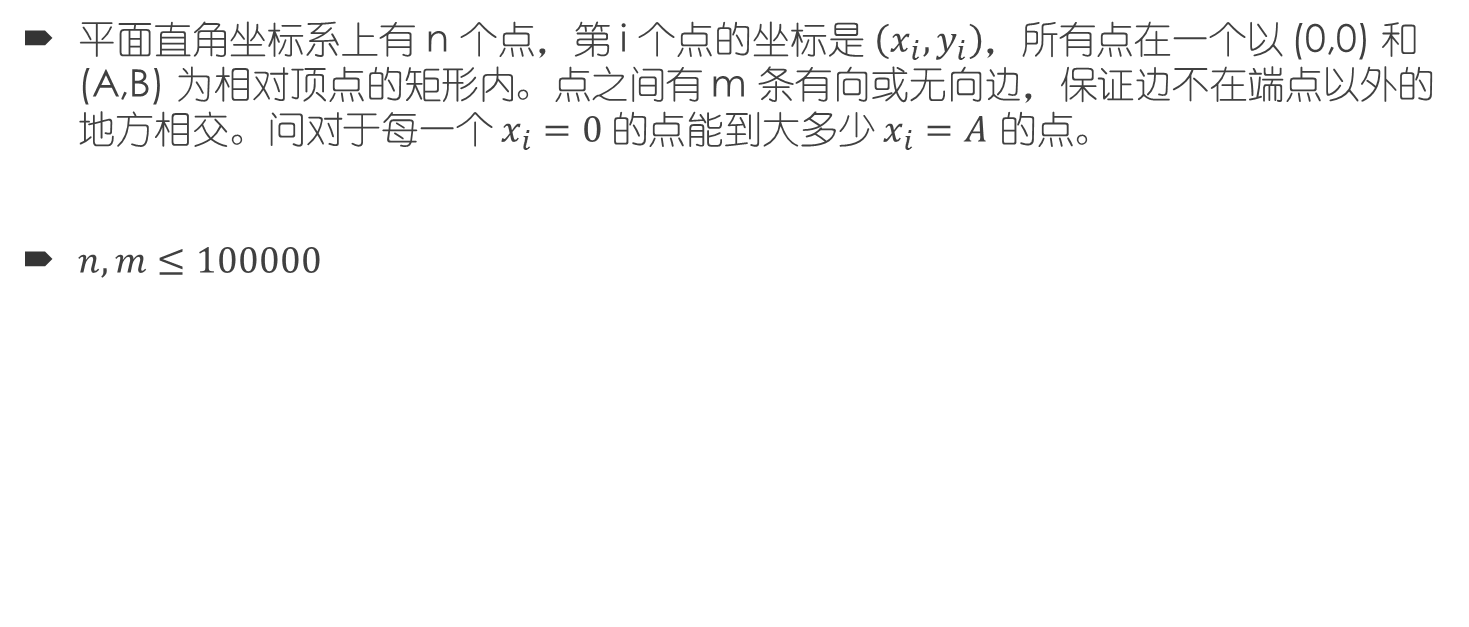 平面直角坐标系上有 n 个点，第 i 个点的坐标是 (xᵢ, yᵢ)，所有点在一个以 (0,0) 和
(A,B) 为相对顶点的矩形内。点之间有 m 条有向或无向边，保证边不在端点以外的
地方相交。问对于每一个 xᵢ = 0 的点能到大多少 xᵢ = A 的点。
n, m ≤ 100000